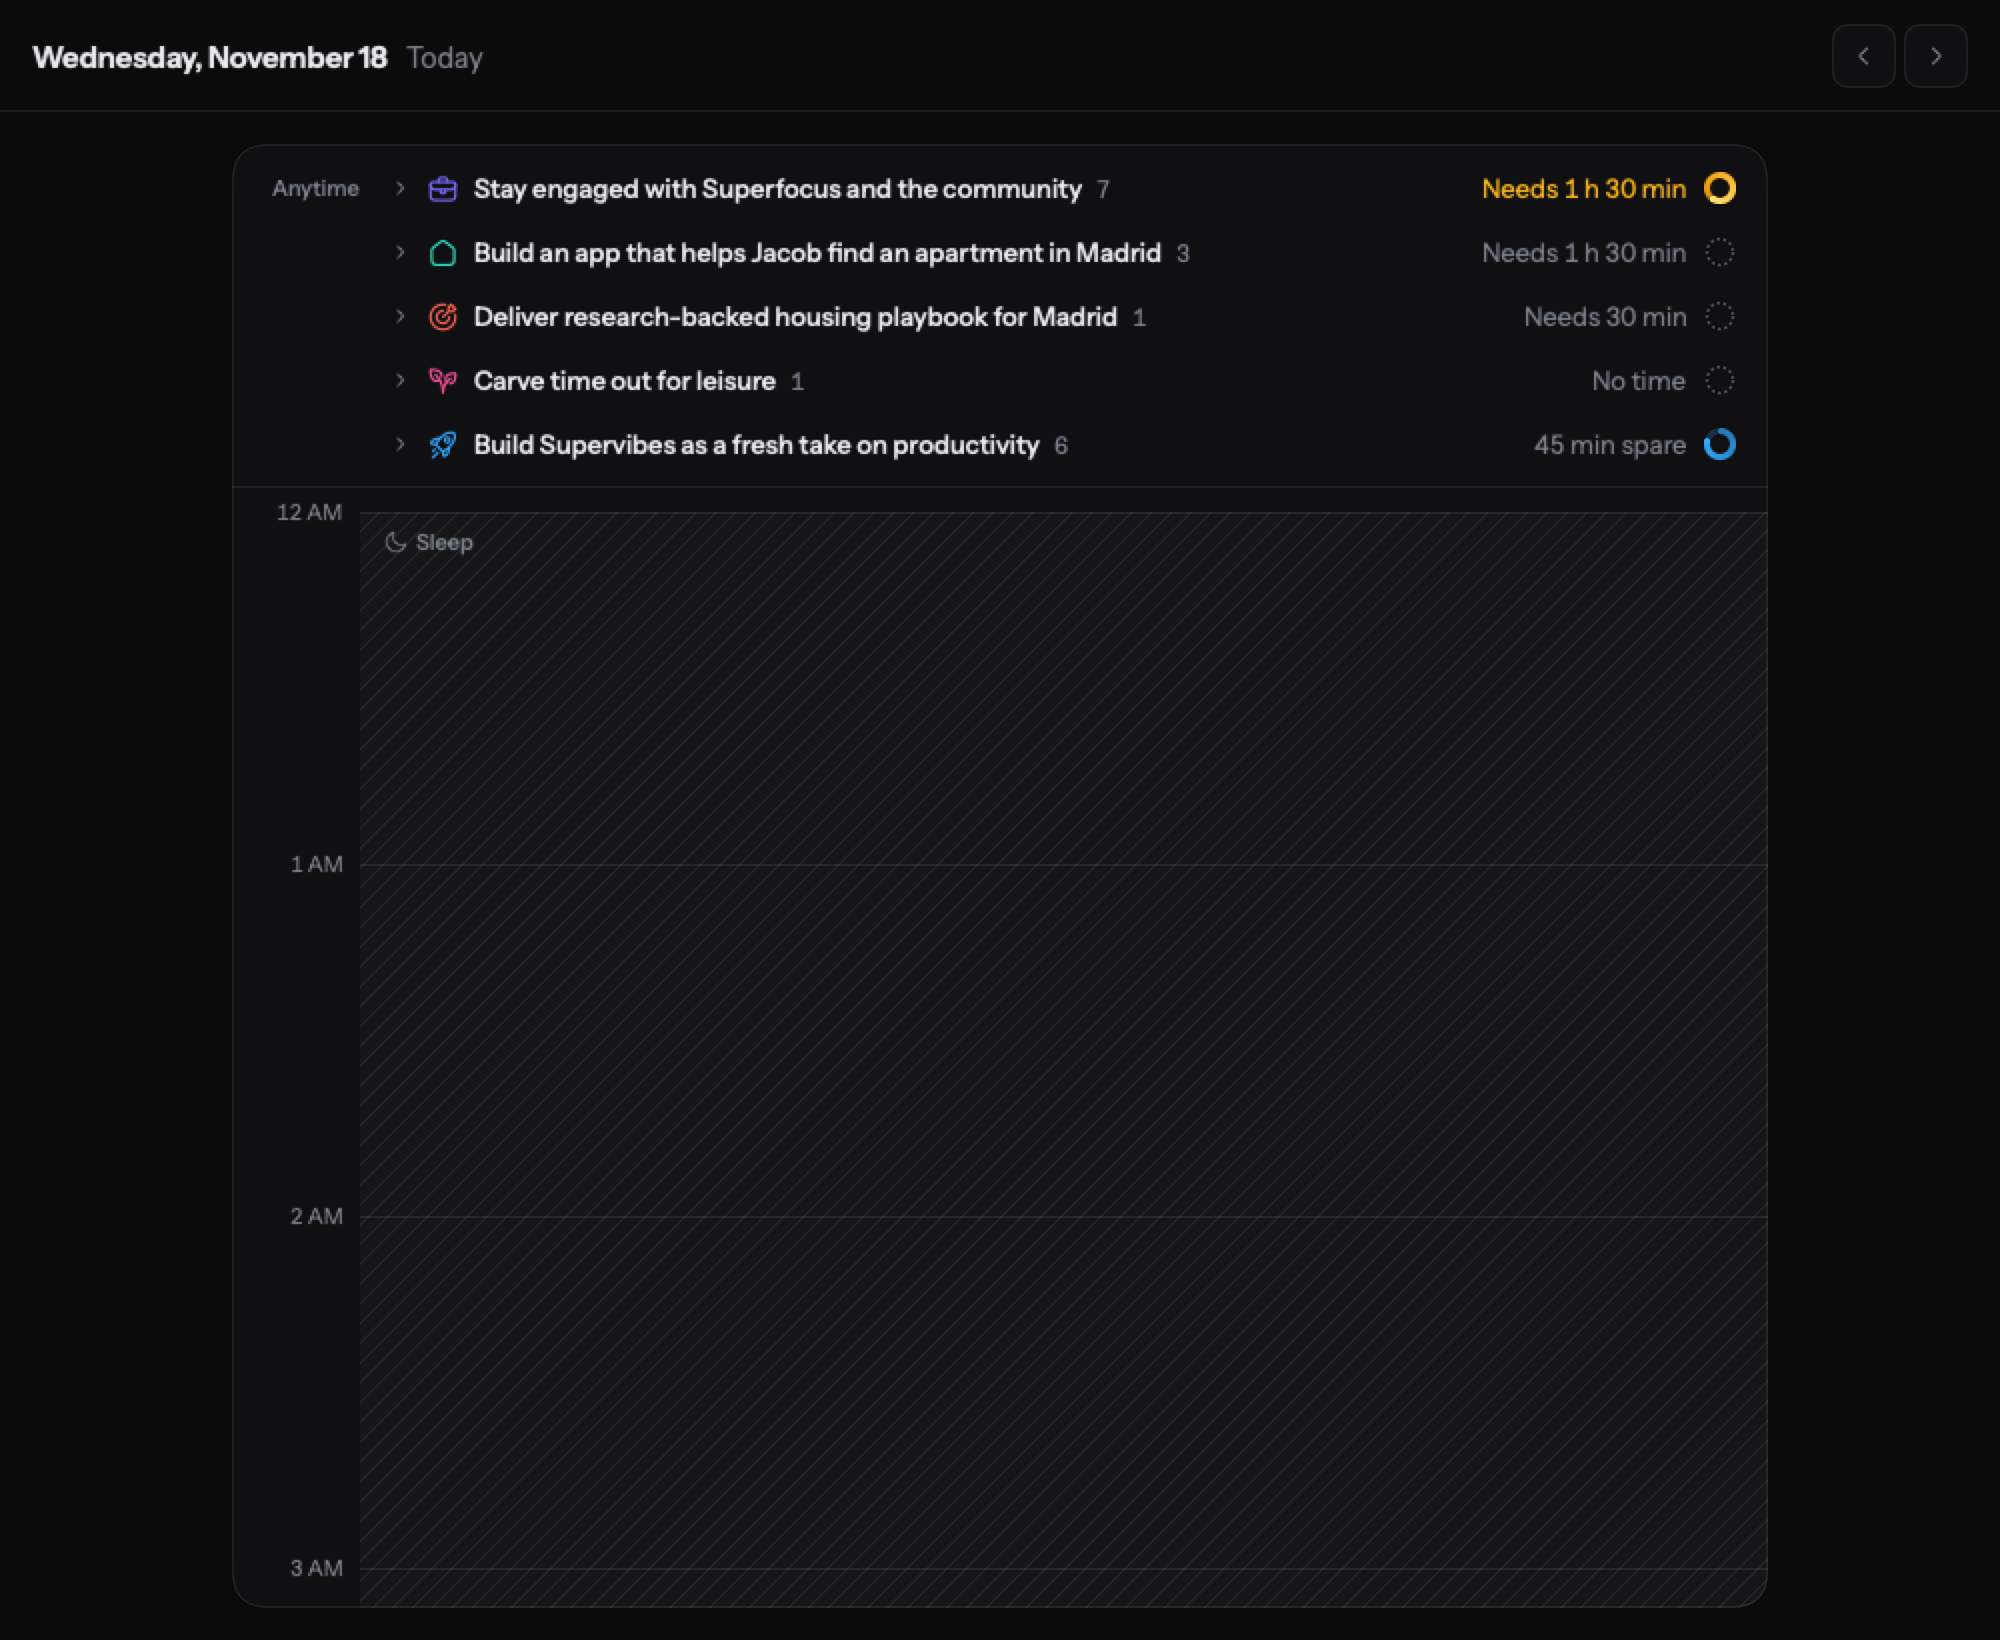 Wednesday, November 18 Today
Anytime Stay engaged with Superfocus and the community 7 Needs 1 h 30 min
Build an app that helps Jacob find an apartment in Madrid 3 Needs 1 h 30 min
Deliver research-backed housing playbook for Madrid 1 Needs 30 min
Carve time out for leisure 1 No time
Build Supervibes as a fresh take on productivity 6 45 min spare
12 AM
Sleep
1 AM
2 AM
3 AM